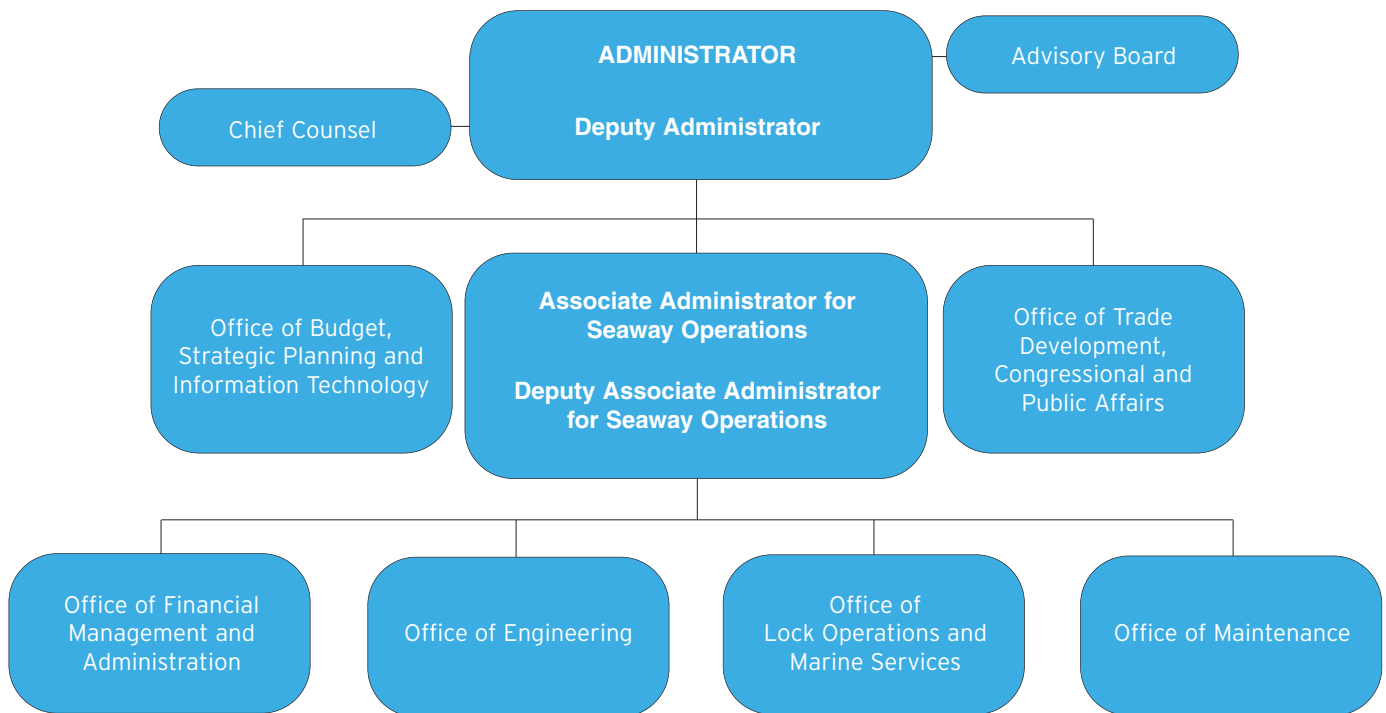 ADMINISTRATOR
Deputy Administrator
Advisory Board
Chief Counsel
Office of Budget,
Strategic Planning and
Information Technology
Associate Administrator for
Seaway Operations
Deputy Associate Administrator
for Seaway Operations
Office of Trade
Development,
Congressional and
Public Affairs
Office of Financial
Management and
Administration
Office of Engineering
Office of
Lock Operations and
Marine Services
Office of Maintenance